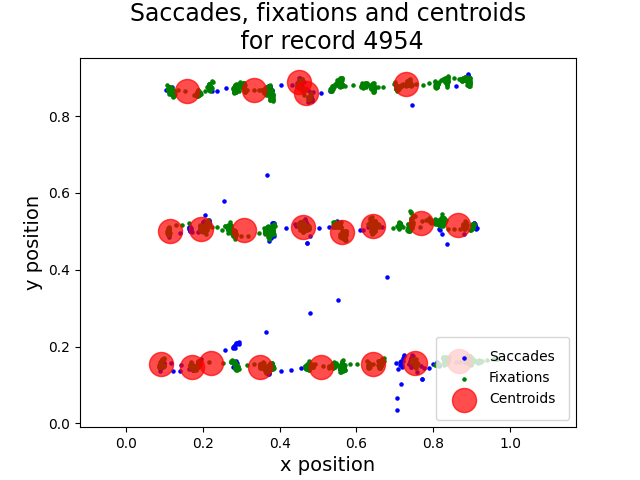 Saccades, fixations and centroids
for record 4954
y position
0.8
0.6
0.4
0.2
0.0
0.0 0.2 0.4 0.6 0.8 1.0
x position
Saccades
Fixations
Centroids